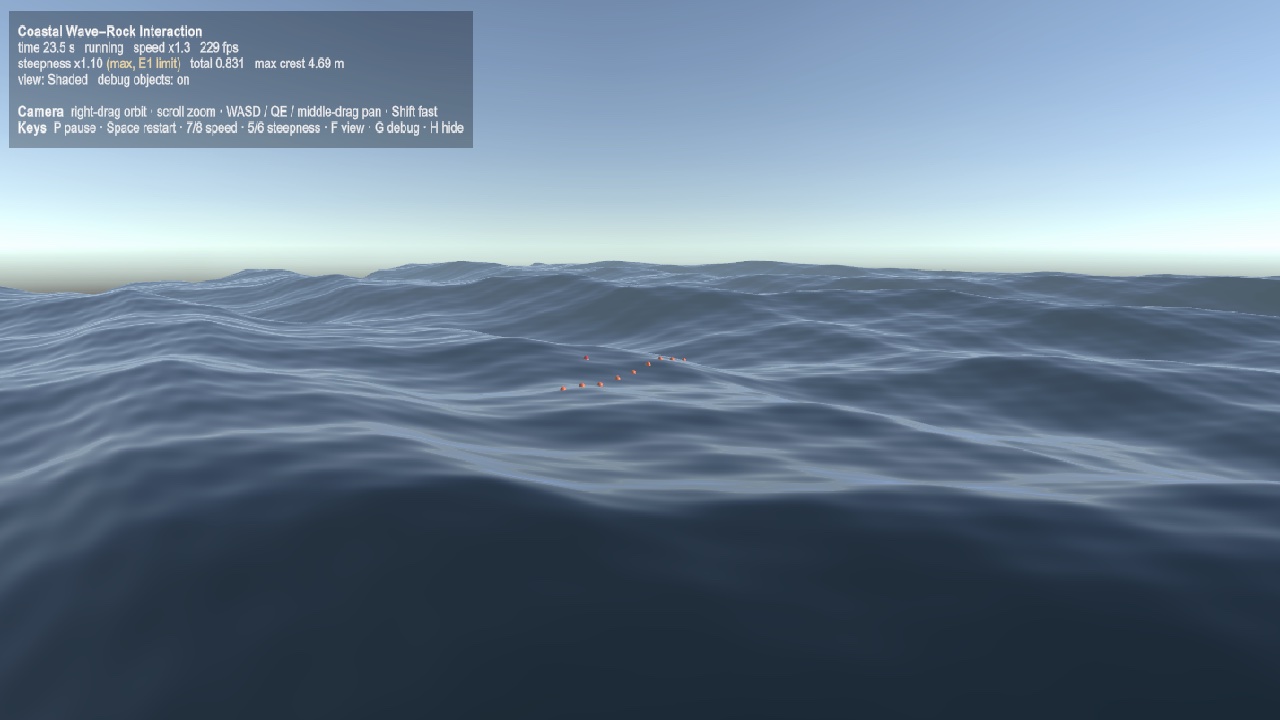 Coastal Wave–Rock Interaction
time 23.5 s running speed x1.3 229 fps
steepness x1.10 (max, E1 limit) total 0.831 max crest 4.69 m
view: Shaded debug objects: on
Camera right-drag orbit · scroll zoom · WASD / QE / middle-drag pan · Shift fast
Keys P pause · Space restart · 7/8 speed · 5/6 steepness · F view · G debug · H hide